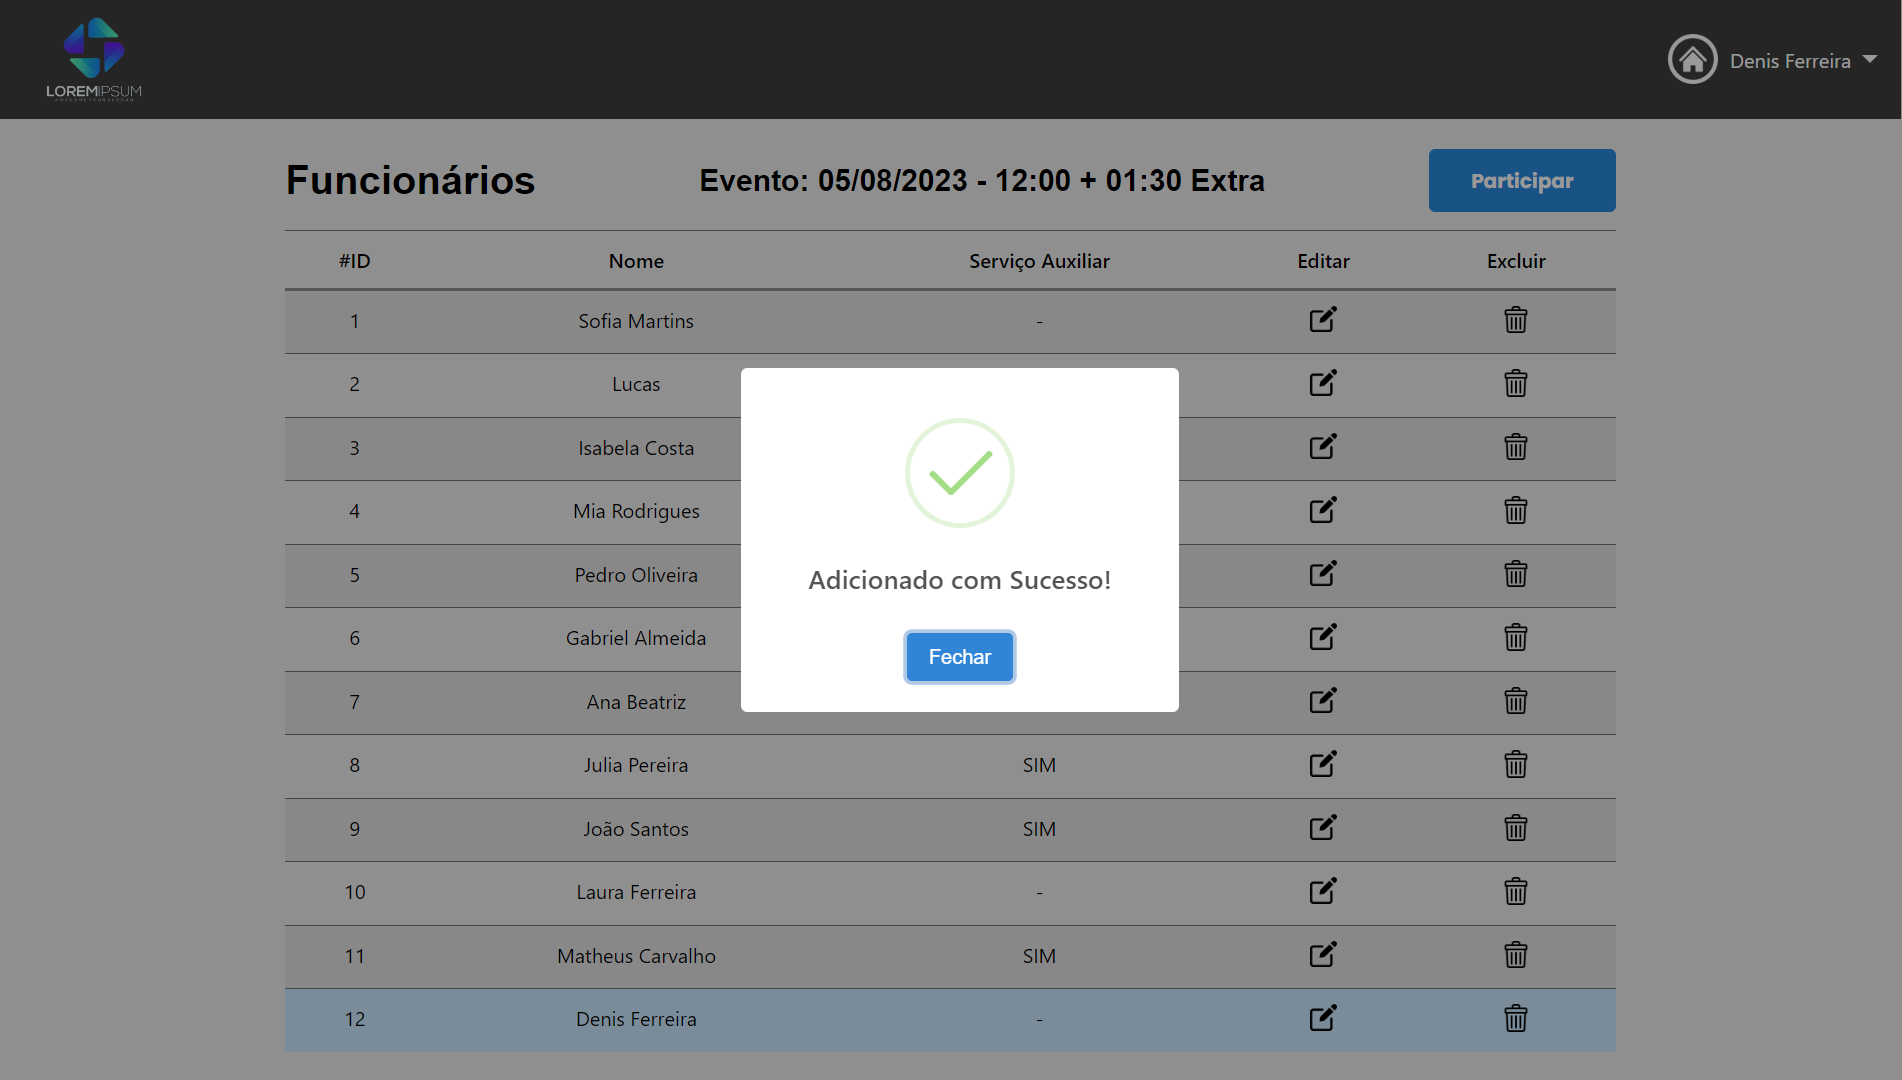 LOREMIPSUM
AWESOME YOUR SLOGAN
Denis Ferreira
Funcionários Evento: 05/08/2023 - 12:00 + 01:30 Extra Participar
#ID Nome Serviço Auxiliar Editar Excluir
1 Sofia Martins -
2 Lucas
3 Isabela Costa
4 Mia Rodrigues
5 Pedro Oliveira
6 Gabriel Almeida
7 Ana Beatriz
Adicionado com Sucesso!
Fechar
8 Julia Pereira SIM
9 João Santos SIM
10 Laura Ferreira -
11 Matheus Carvalho SIM
12 Denis Ferreira -